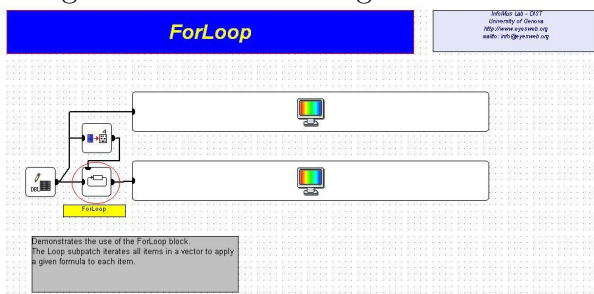 ForLoop
InfoMus Lab - DIST
University of Genova
http://www.eyesweb.org
mailto: info@eyesweb.org
DBL
ForLoop
Demonstrates the use of the ForLoop block.
The Loop subpatch iterates all items in a vector to apply
a given formula to each item.